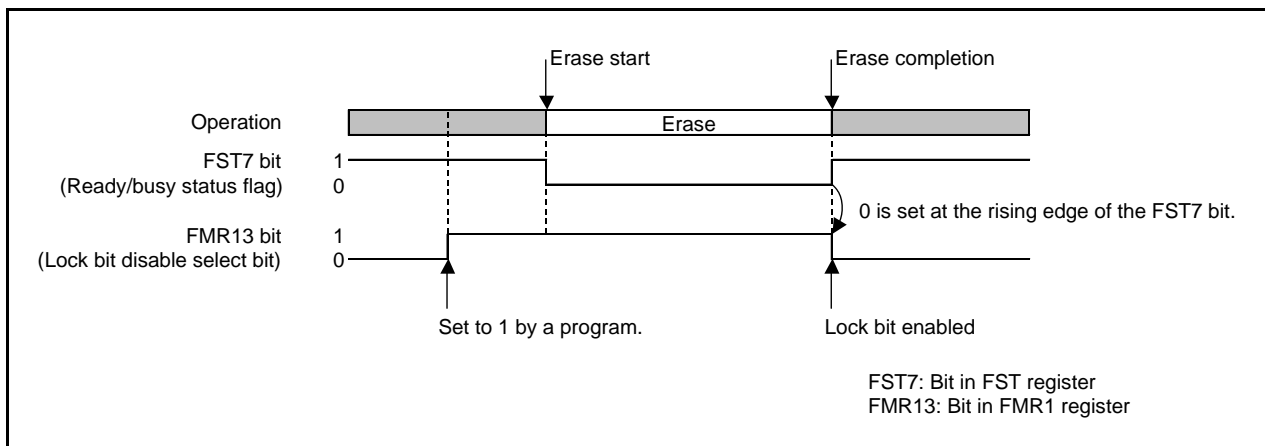 Erase start
Erase completion
Operation
Erase
FST7 bit
1
(Ready/busy status flag)
0
0 is set at the rising edge of the FST7 bit.
FMR13 bit
1
(Lock bit disable select bit)
0
Set to 1 by a program.
Lock bit enabled
FST7: Bit in FST register
FMR13: Bit in FMR1 register